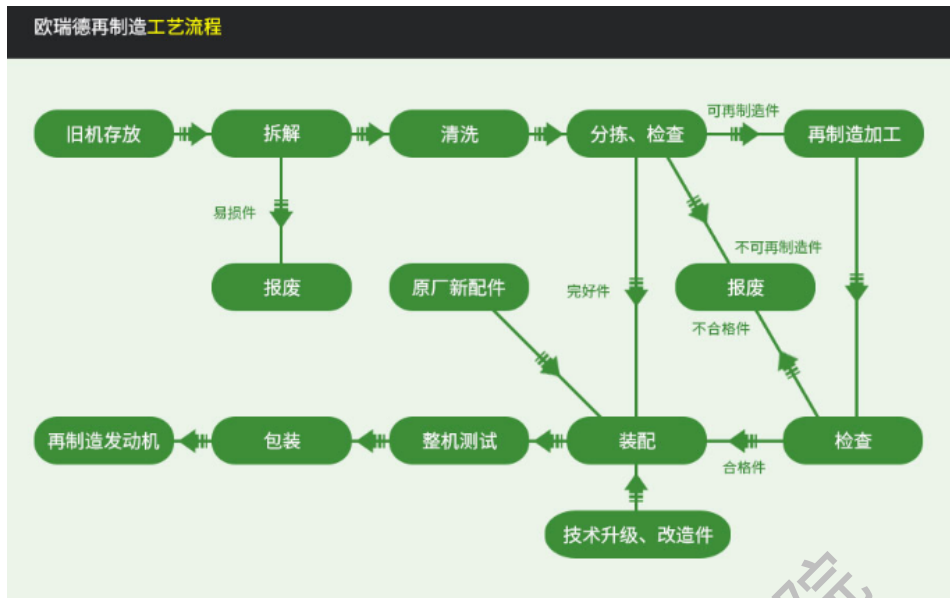 欧瑞德再制造工艺流程
可再制造件
旧机存放
拆解
清洗
分拣、检查
再制造加工
易损件
不可再制造件
报废
原厂新配件
完好件
报废
不合格件
再制造发动机
包装
整机测试
装配
检查
合格件
技术升级、改造件
院